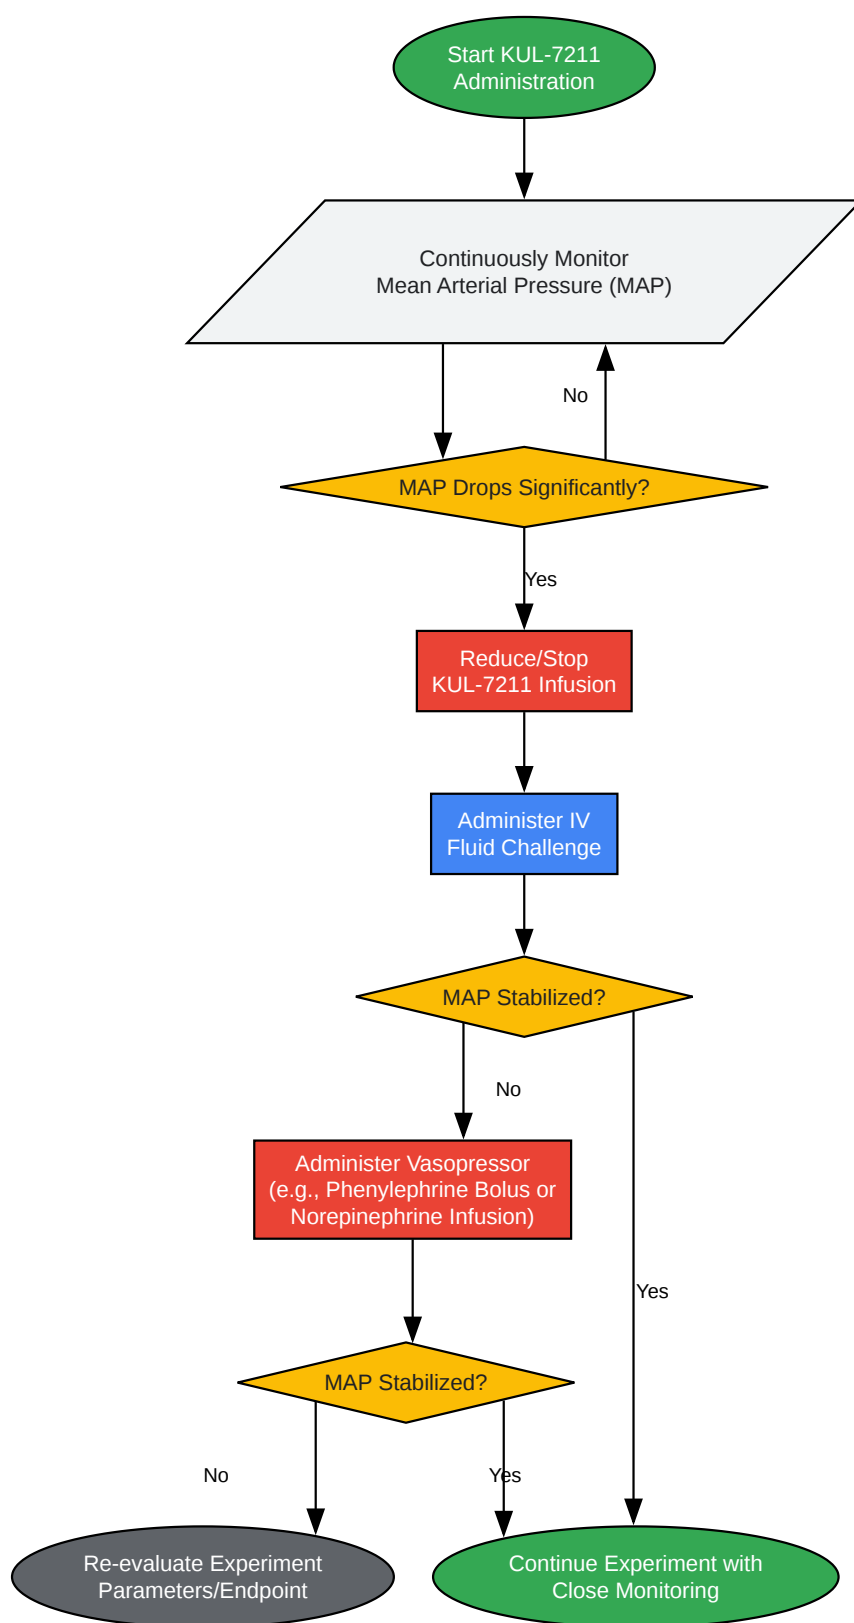 Start KUL-7211
Administration
Continuously Monitor
Mean Arterial Pressure (MAP)
No
MAP Drops Significantly?
Yes
Reduce/Stop
KUL-7211 Infusion
Administer IV
Fluid Challenge
MAP Stabilized?
No
Administer Vasopressor
(e.g., Phenylephrine Bolus or
Norepinephrine Infusion)
Yes
MAP Stabilized?
No
Yes
Re-evaluate Experiment
Parameters/Endpoint
Continue Experiment with
Close Monitoring